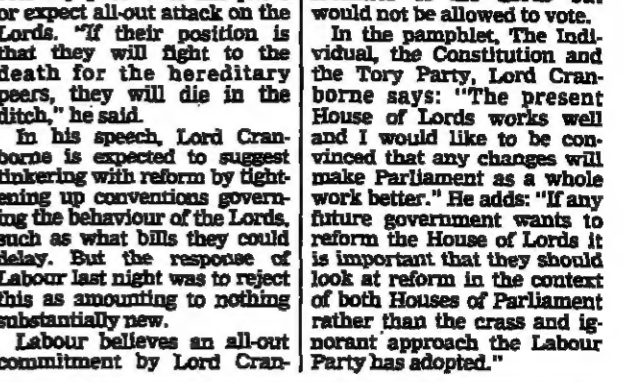 or expect all-out attack on the
Lords. "If their position is
that they will fight to the
death for the hereditary
peers, they will die in the
ditch," he said.
In his speech, Lord Cran-
borne is expected to suggest
tinkering with reform by tight-
ening up conventions govern-
ing the behaviour of the Lords,
such as what bills they could
delay. But the response of
Labour last night was to reject
this as amounting to nothing
substantially new.
Labour believes an all-out
commitment by Lord Cran-
would not be allowed to vote.
In the pamphlet, The Indi-
vidual, the Constitution and
the Tory Party, Lord Cran-
borne says: "The present
House of Lords works well
and I would like to be con-
vinced that any changes will
make Parliament as a whole
work better." He adds: "If any
future government wants to
reform the House of Lords it
is important that they should
look at reform in the context
of both Houses of Parliament
rather than the crass and ig-
norant approach the Labour
Party has adopted."